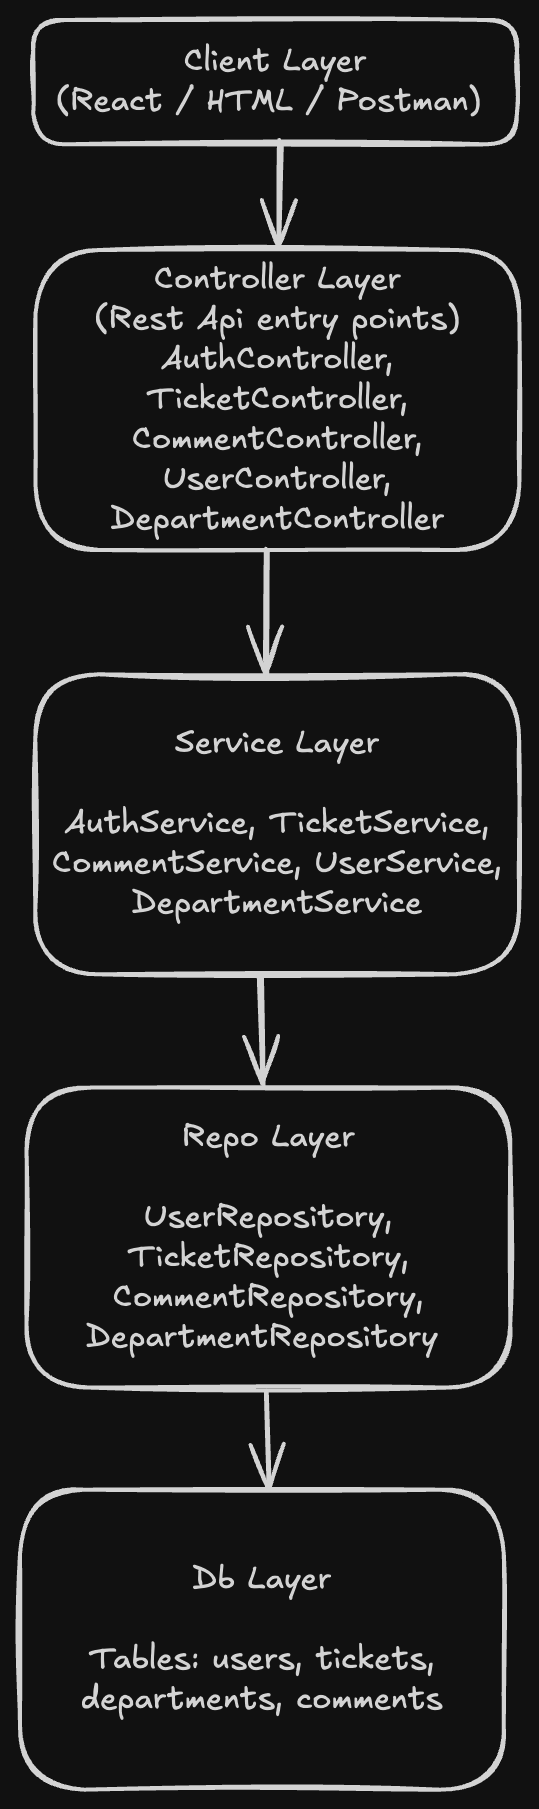 Client Layer
(React / HTML / Postman)
Controller Layer
(Rest Api entry points)
AuthController,
TicketController,
CommentController,
UserController,
DepartmentController
Service Layer
AuthService, TicketService,
CommentService, UserService,
DepartmentService
Repo Layer
UserRepository,
TicketRepository,
CommentRepository,
DepartmentRepository
Db Layer
Tables: users, tickets,
departments, comments